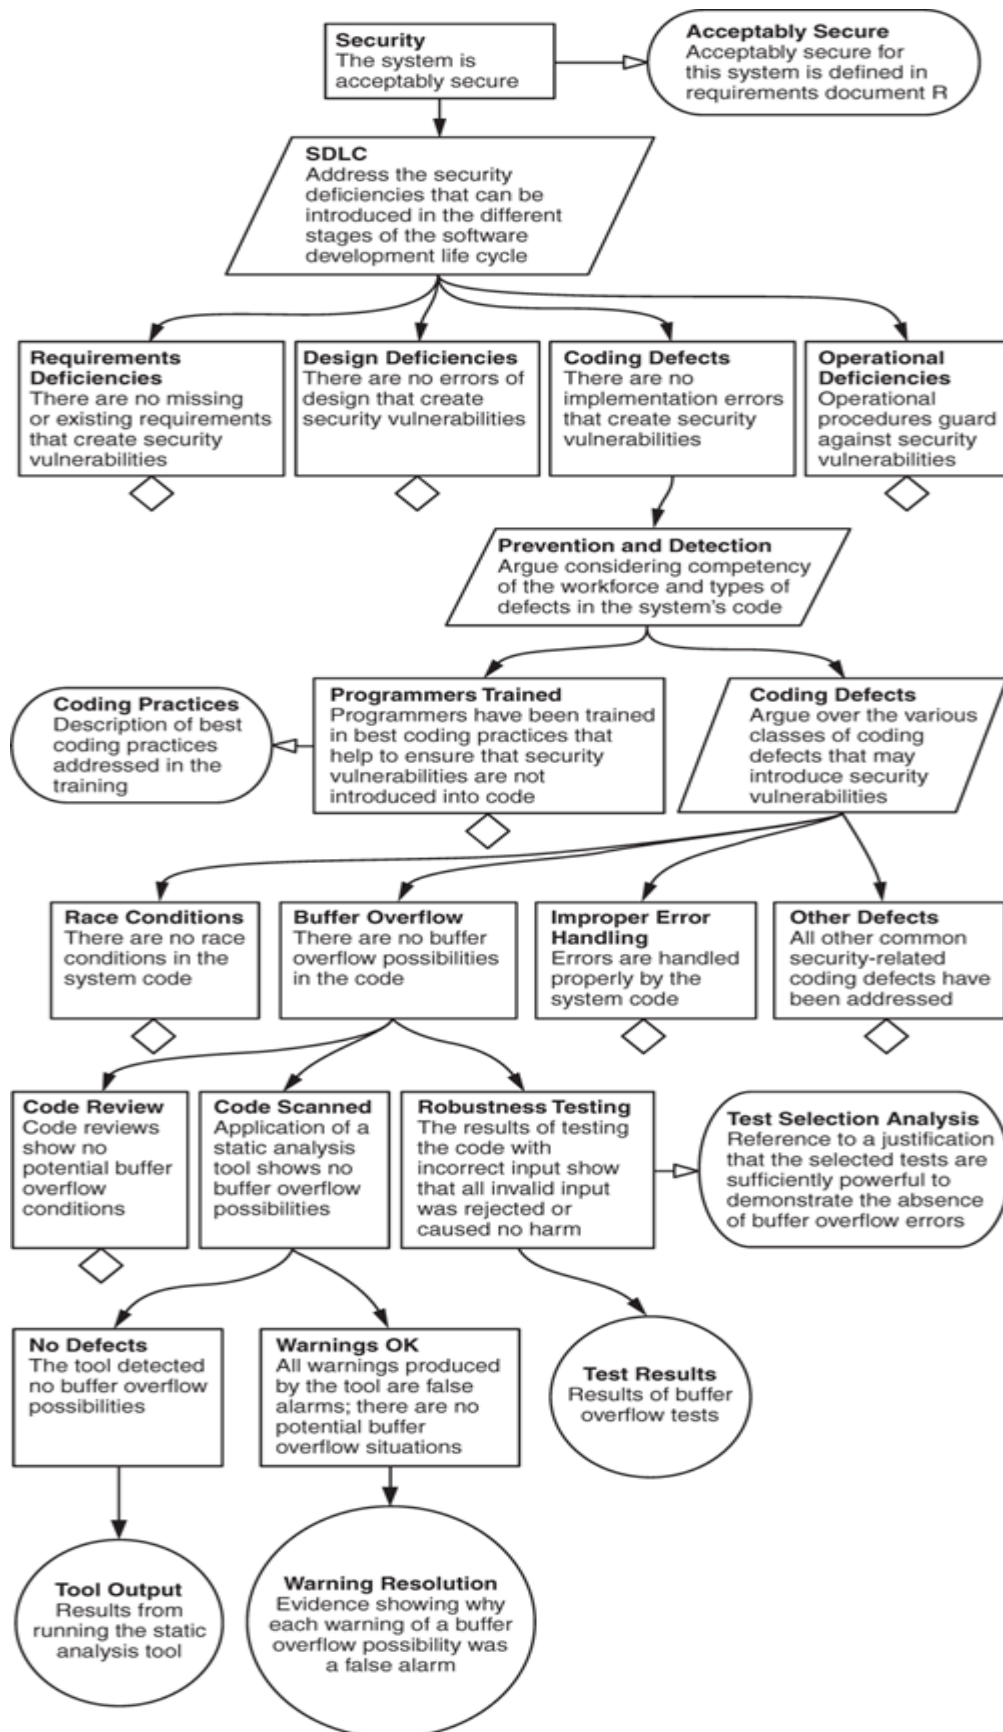 Security
The system is
acceptably secure
Acceptably Secure
Acceptably secure for
this system is defined in
requirements document R
SDLC
Address the security
deficiencies that can be
introduced in the different
stages of the software
development life cycle
Requirements
Deficiencies
There are no missing
or existing requirements
that create security
vulnerabilities
Design Deficiencies
There are no errors of
design that create
security vulnerabilities
Coding Defects
There are no
implementation errors
that create security
vulnerabilities
Operational
Deficiencies
Operational
procedures guard
against security
vulnerabilities
Prevention and Detection
Argue considering competency
of the workforce and types of
defects in the system's code
Coding Practices
Description of best
coding practices
addressed in the
training
Programmers Trained
Programmers have been trained
in best coding practices that
help to ensure that security
vulnerabilities are not
introduced into code
Coding Defects
Argue over the various
classes of coding
defects that may
introduce security
vulnerabilities
Race Conditions
There are no race
conditions in the
system code
Buffer Overflow
There are no buffer
overflow possibilities
in the code
Improper Error
Handling
Errors are handled
properly by the
system code
Other Defects
All other common
security-related
coding defects have
been addressed
Code Review
Code reviews
show no
potential buffer
overflow
conditions
Code Scanned
Application of a
static analysis
tool shows no
buffer overflow
possibilities
Robustness Testing
The results of testing
the code with
incorrect input show
that all invalid input
was rejected or
caused no harm
Test Selection Analysis
Reference to a justification
that the selected tests are
sufficiently powerful to
demonstrate the absence
of buffer overflow errors
No Defects
The tool detected
no buffer overflow
possibilities
Warnings OK
All warnings produced
by the tool are false
alarms; there are no
potential buffer
overflow situations
Test Results
Results of buffer
overflow tests
Tool Output
Results from
running the static
analysis tool
Warning Resolution
Evidence showing why
each warning of a buffer
overflow possibility was
a false alarm